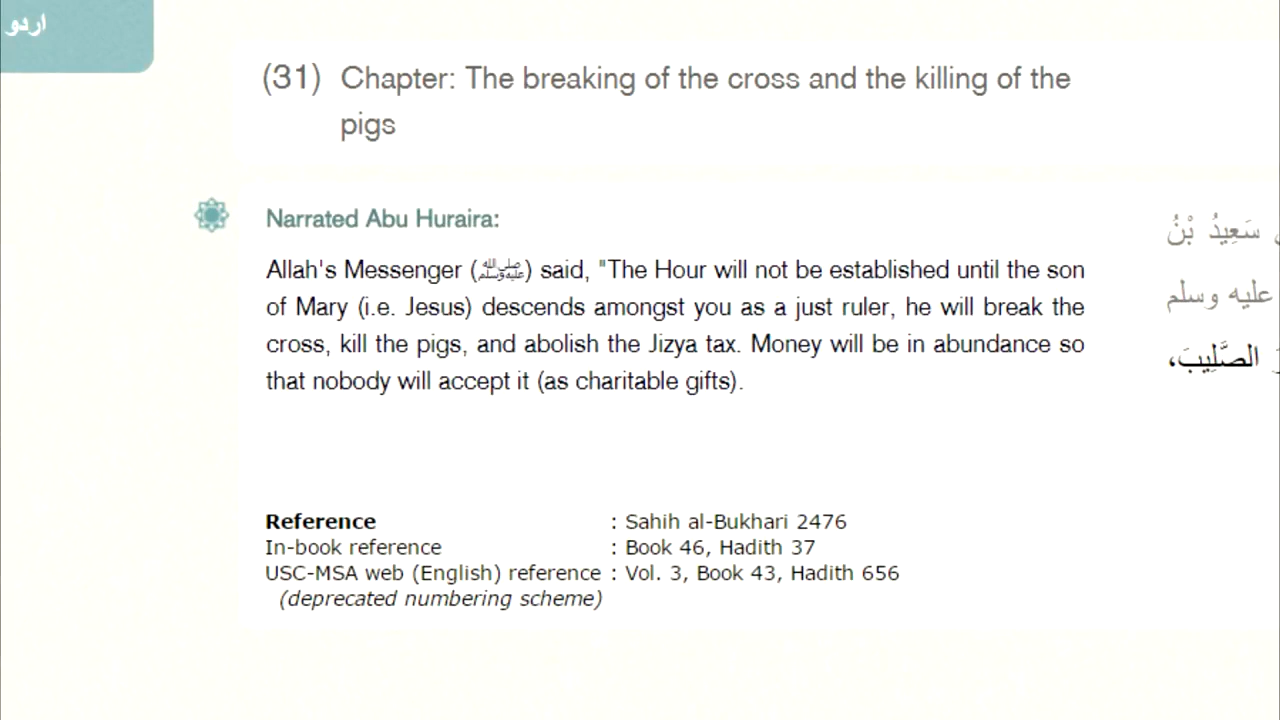 اردو
(31) Chapter: The breaking of the cross and the killing of the
pigs
Narrated Abu Huraira:
سَعِيدُ بْنُ
Allah's Messenger (ﷺ) said, "The Hour will not be established until the son
of Mary (i.e. Jesus) descends amongst you as a just ruler, he will break the
عليه وسلم
cross, kill the pigs, and abolish the Jizya tax. Money will be in abundance so
الصَّلِيبَ،
that nobody will accept it (as charitable gifts).
Reference : Sahih al-Bukhari 2476
In-book reference : Book 46, Hadith 37
USC-MSA web (English) reference : Vol. 3, Book 43, Hadith 656
(deprecated numbering scheme)